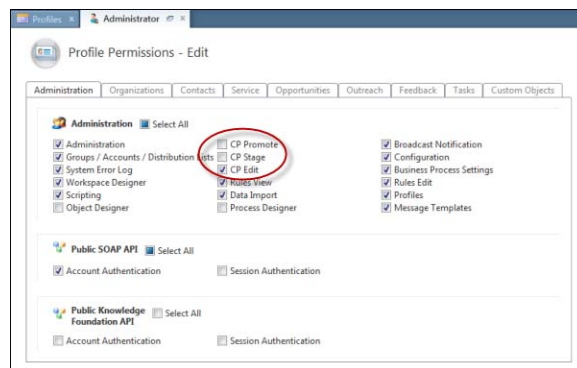 Profiles × Administrator ×
Profile Permissions - Edit
Administration Organizations Contacts Service Opportunities Outreach Feedback Tasks Custom Objects
Administration Select All
Administration CP Promote Broadcast Notification
Groups / Accounts / Distribution Lists CP Stage Configuration
System Error Log CP Edit Business Process Settings
Workspace Designer Rules View Rules Edit
Scripting Data Import Profiles
Object Designer Process Designer Message Templates
Public SOAP API Select All
Account Authentication Session Authentication
Public Knowledge Select All
Foundation API
Account Authentication Session Authentication